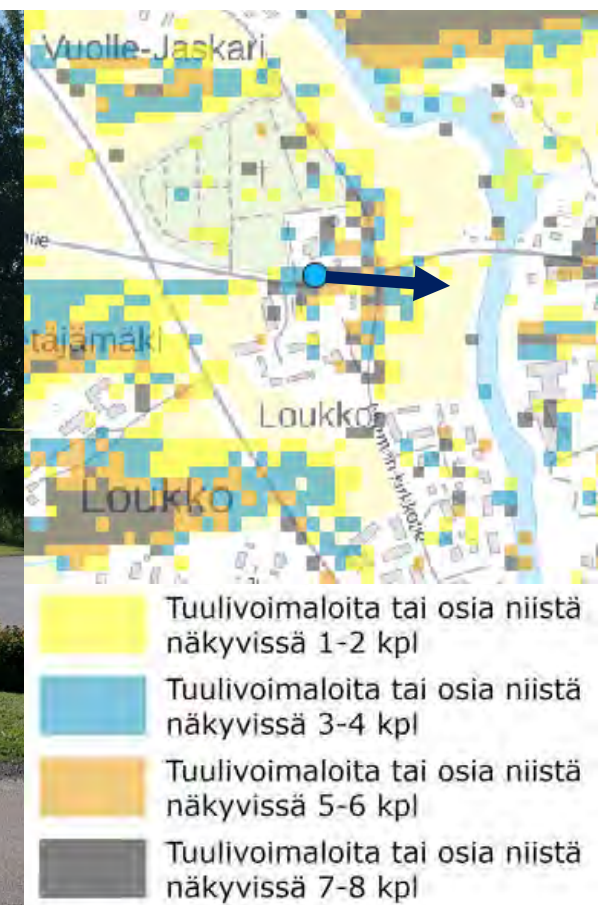 Vuolle-Jaskari
tajämäki
Loukko
Loukko
Tuulivoimaloita tai osia niistä
näkyvissä 1-2 kpl
Tuulivoimaloita tai osia niistä
näkyvissä 3-4 kpl
Tuulivoimaloita tai osia niistä
näkyvissä 5-6 kpl
Tuulivoimaloita tai osia niistä
näkyvissä 7-8 kpl